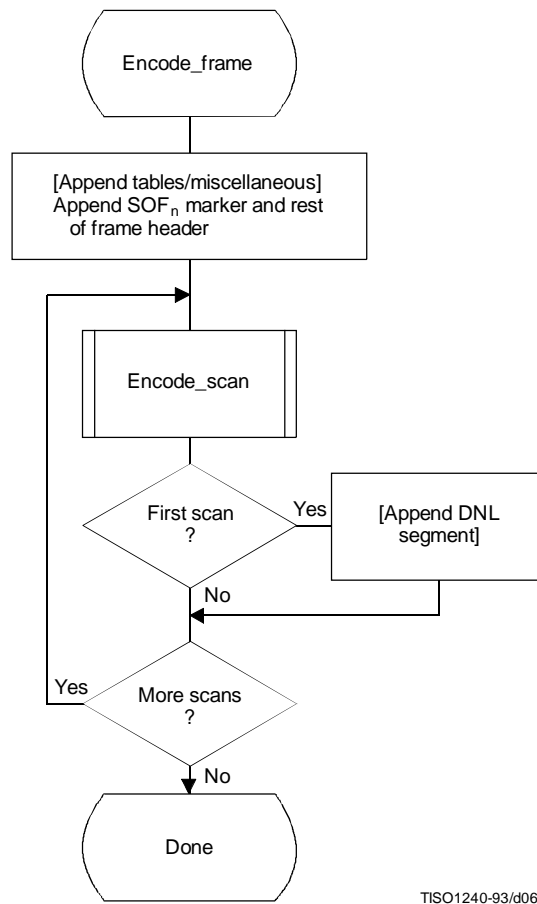 Encode_frame
[Append tables/miscellaneous]
Append SOFn marker and rest
of frame header
Encode_scan
First scan
?
Yes
[Append DNL
segment]
No
More scans
?
Yes
No
Done
TISO1240-93/d06